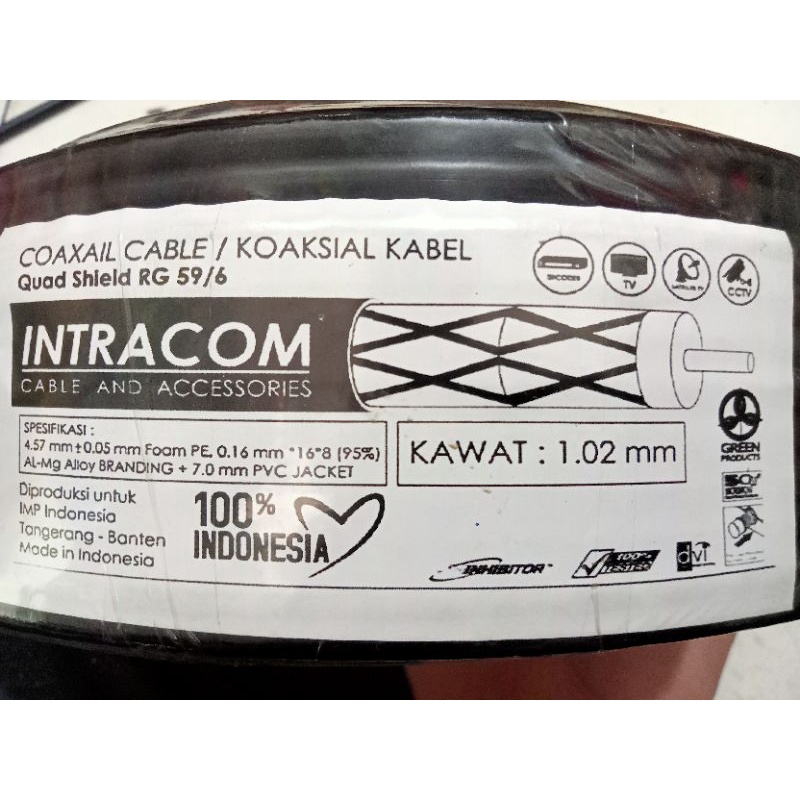 COAXAIL CABLE / KOAKSIAL KABEL
Quad Shield RG 59/6
TV
CCTV
INTRACOM
CABLE AND ACCESSORIES
SPESIFIKASI :
4.57 mm±0.05 mm Foam PE, 0.16 mm *16*8 (95%)
AL-Mg Alloy BRANDING + 7.0 mm PVC JACKET
KAWAT : 1.02 mm
GREEN
PRODUCTS
Diproduksi untuk
IMP Indonesia
Tangerang - Banten
Made in Indonesia
100%
INDONESIA
INHIBITOR
100%
TESTED
dvi